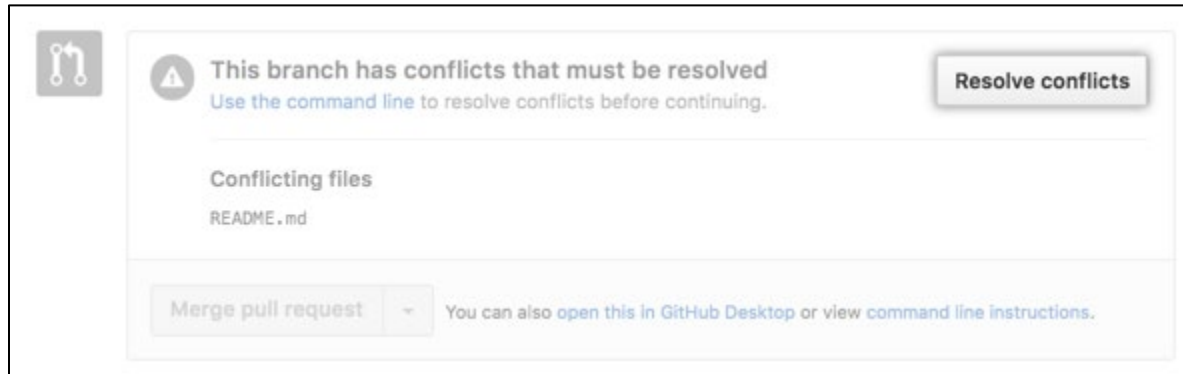 This branch has conflicts that must be resolved
Use the command line to resolve conflicts before continuing.
Resolve conflicts
Conflicting files
README.md
Merge pull request
You can also open this in GitHub Desktop or view command line instructions.